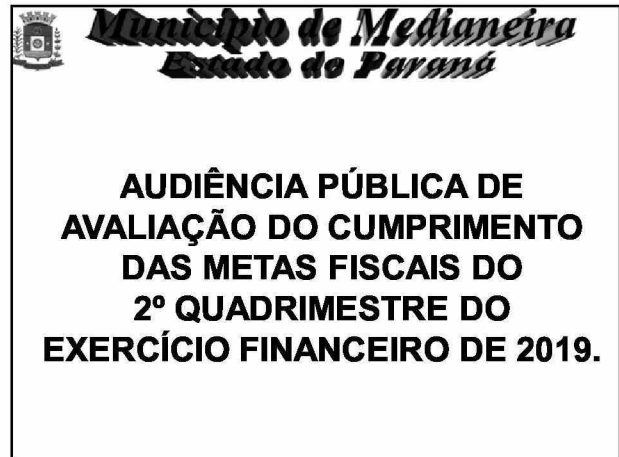 Município de Medianeira
Estado do Paraná
AUDIÊNCIA PÚBLICA DE
AVALIAÇÃO DO CUMPRIMENTO
DAS METAS FISCAIS DO
2º QUADRIMESTRE DO
EXERCÍCIO FINANCEIRO DE 2019.